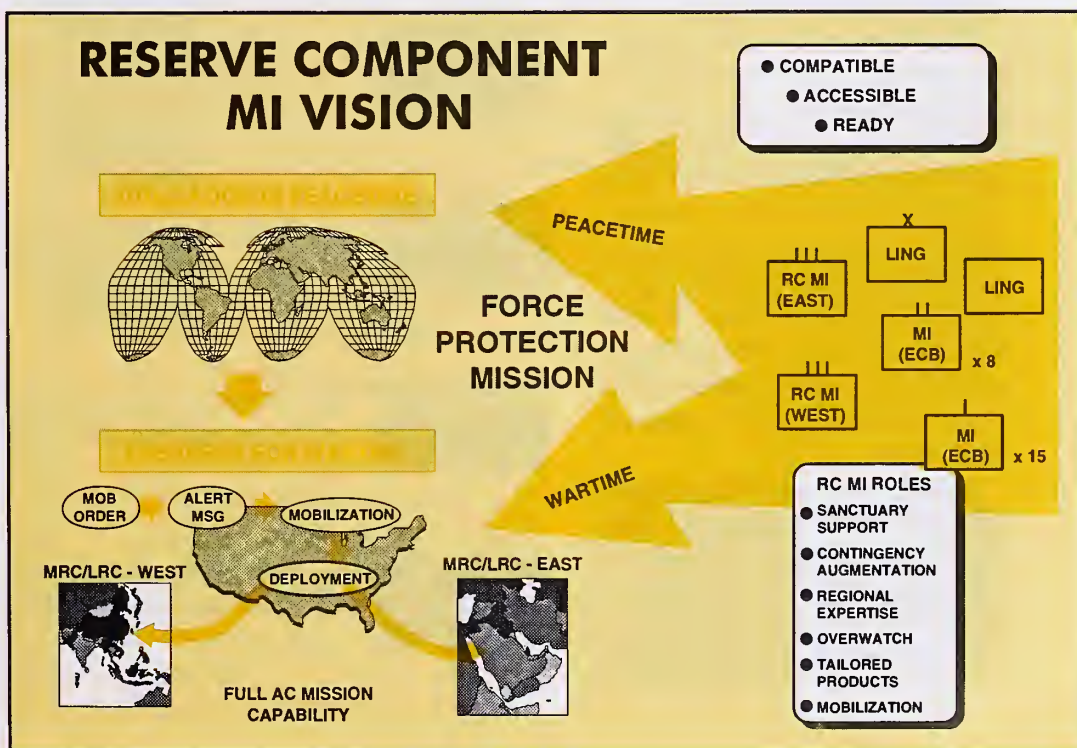 RESERVE COMPONENT
MI VISION
● COMPATIBLE
● ACCESSIBLE
● READY
PEACETIME
FORCE
PROTECTION
MISSION
WARTIME
X
LING
LING
III
RC MI
(EAST)
II
MI
(ECB)
x 8
III
RC MI
(WEST)
I
MI
(ECB)
x 15
MOB
ORDER
ALERT
MSG
MOBILIZATION
DEPLOYMENT
MRC/LRC - WEST
MRC/LRC - EAST
FULL AC MISSION
CAPABILITY
RC MI ROLES
● SANCTUARY
SUPPORT
● CONTINGENCY
AUGMENTATION
● REGIONAL
EXPERTISE
● OVERWATCH
● TAILORED
PRODUCTS
● MOBILIZATION